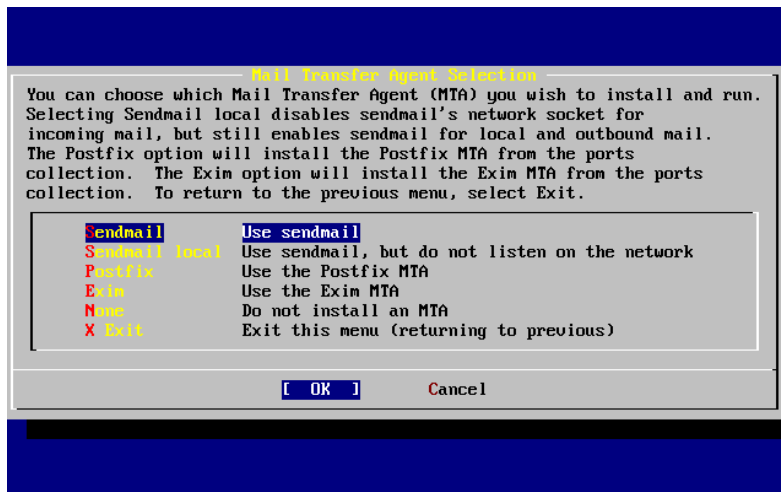 Mail Transfer Agent Selection
You can choose which Mail Transfer Agent (MTA) you wish to install and run.
Selecting Sendmail local disables sendmail's network socket for
incoming mail, but still enables sendmail for local and outbound mail.
The Postfix option will install the Postfix MTA from the ports
collection.  The Exim option will install the Exim MTA from the ports
collection.  To return to the previous menu, select Exit.
Sendmail Use sendmail
Sendmail local Use sendmail, but do not listen on the network
Postfix Use the Postfix MTA
Exim Use the Exim MTA
None Do not install an MTA
X Exit Exit this menu (returning to previous)
[ OK ] Cancel